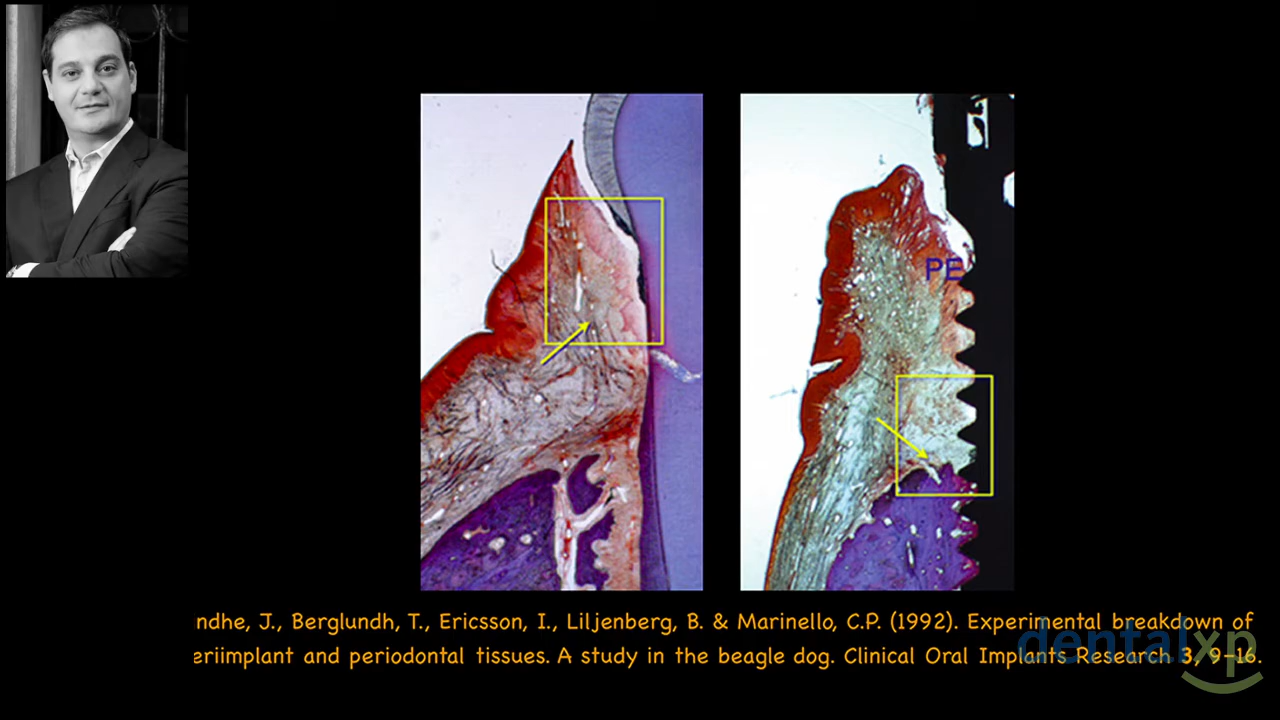 PE
ndhe, J., Berglundh, T., Ericsson, I., Liljenberg, B. & Marinello, C.P. (1992). Experimental breakdown of
eriimplant and periodontal tissues. A study in the beagle dog. Clinical Oral Implants Research 3, 9-16.
dentalxp